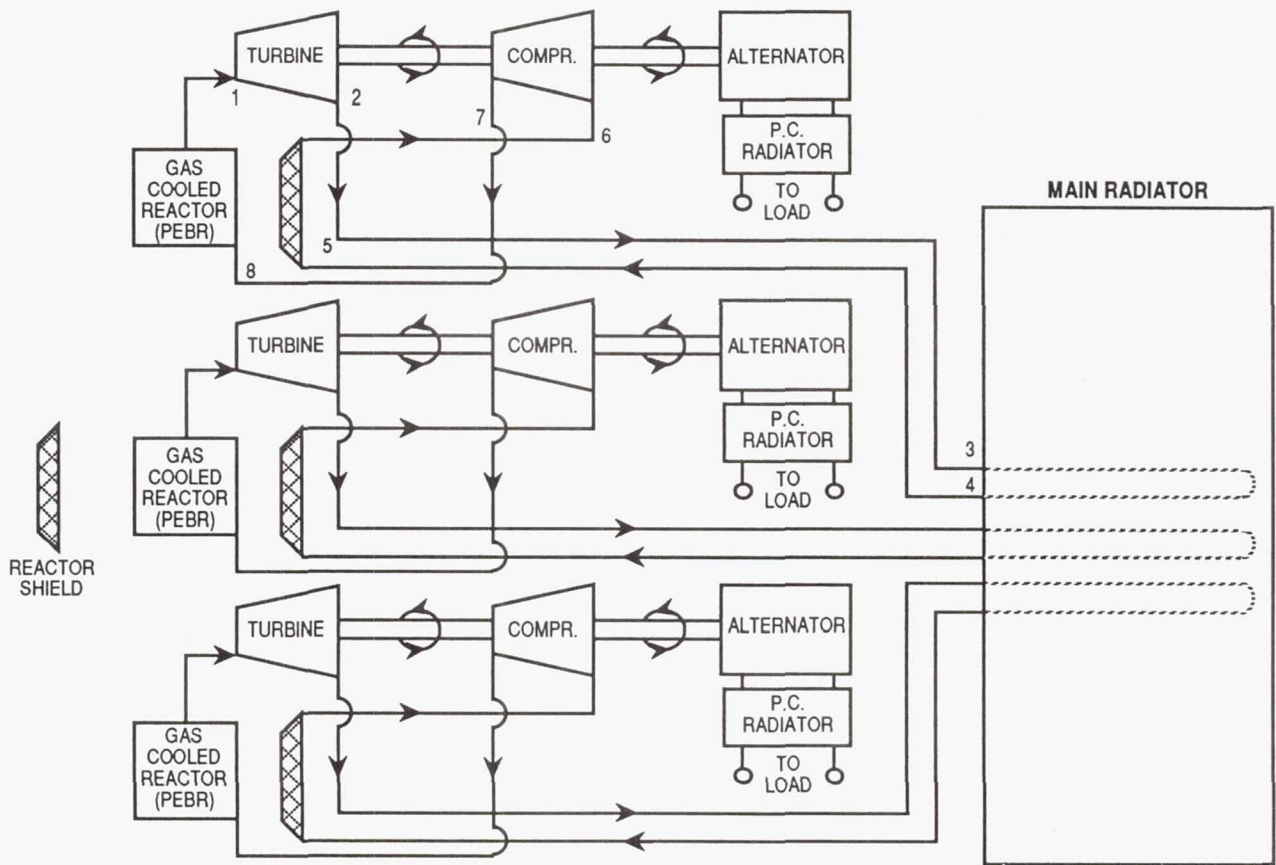 TURBINE
COMPR.
ALTERNATOR
1
2
7
6
P.C.
RADIATOR
GAS
COOLED
REACTOR
(PEBR)
TO
LOAD
MAIN RADIATOR
5
8
TURBINE
COMPR.
ALTERNATOR
P.C.
RADIATOR
GAS
COOLED
REACTOR
(PEBR)
TO
LOAD
3
4
REACTOR
SHIELD
TURBINE
COMPR.
ALTERNATOR
P.C.
RADIATOR
GAS
COOLED
REACTOR
(PEBR)
TO
LOAD